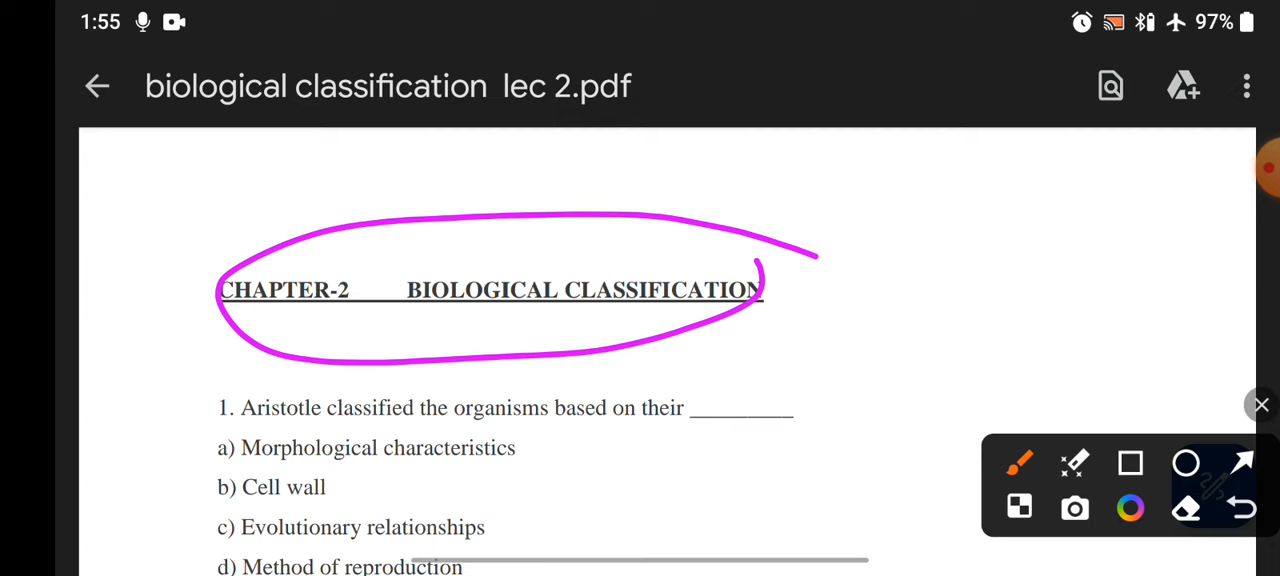 1:55 97%
biological classification lec 2.pdf
CHAPTER-2 BIOLOGICAL CLASSIFICATION
1. Aristotle classified the organisms based on their __________
a) Morphological characteristics
b) Cell wall
c) Evolutionary relationships
d) Method of reproduction